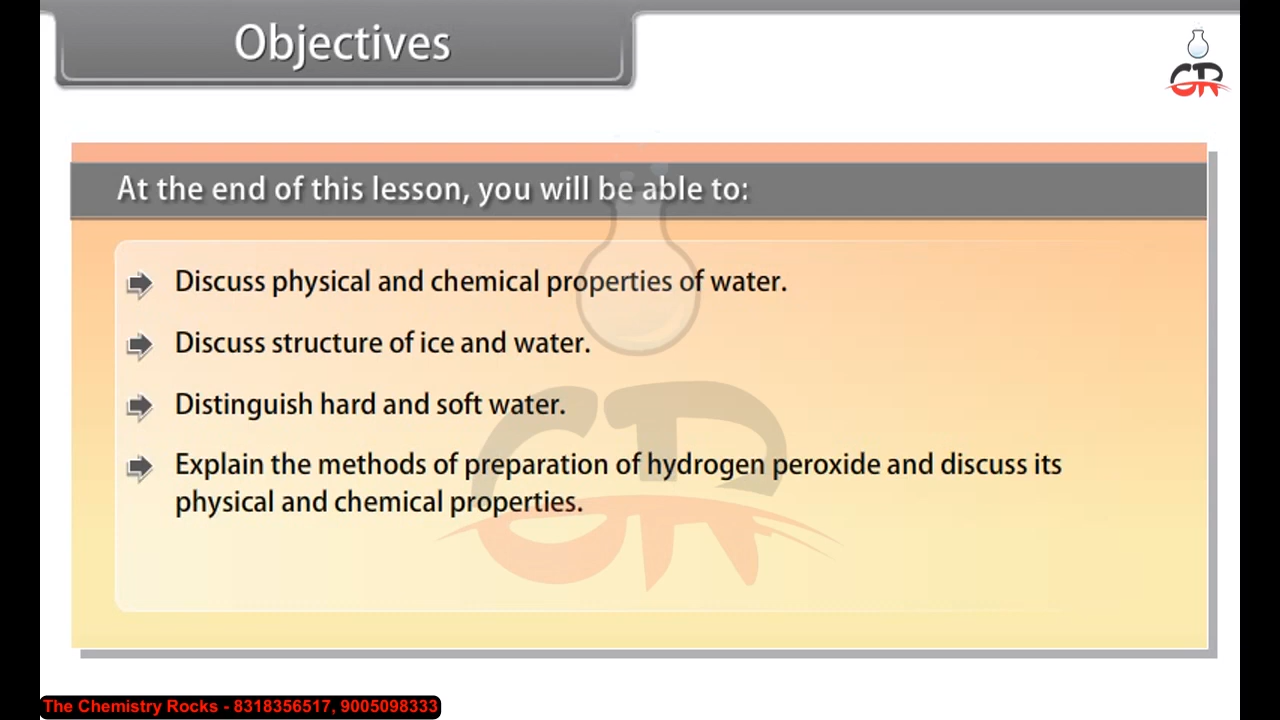 Objectives
CR
At the end of this lesson, you will be able to:
Discuss physical and chemical properties of water.
Discuss structure of ice and water.
Distinguish hard and soft water.
Explain the methods of preparation of hydrogen peroxide and discuss its
physical and chemical properties.
CR
The Chemistry Rocks - 8318356517, 9005098333